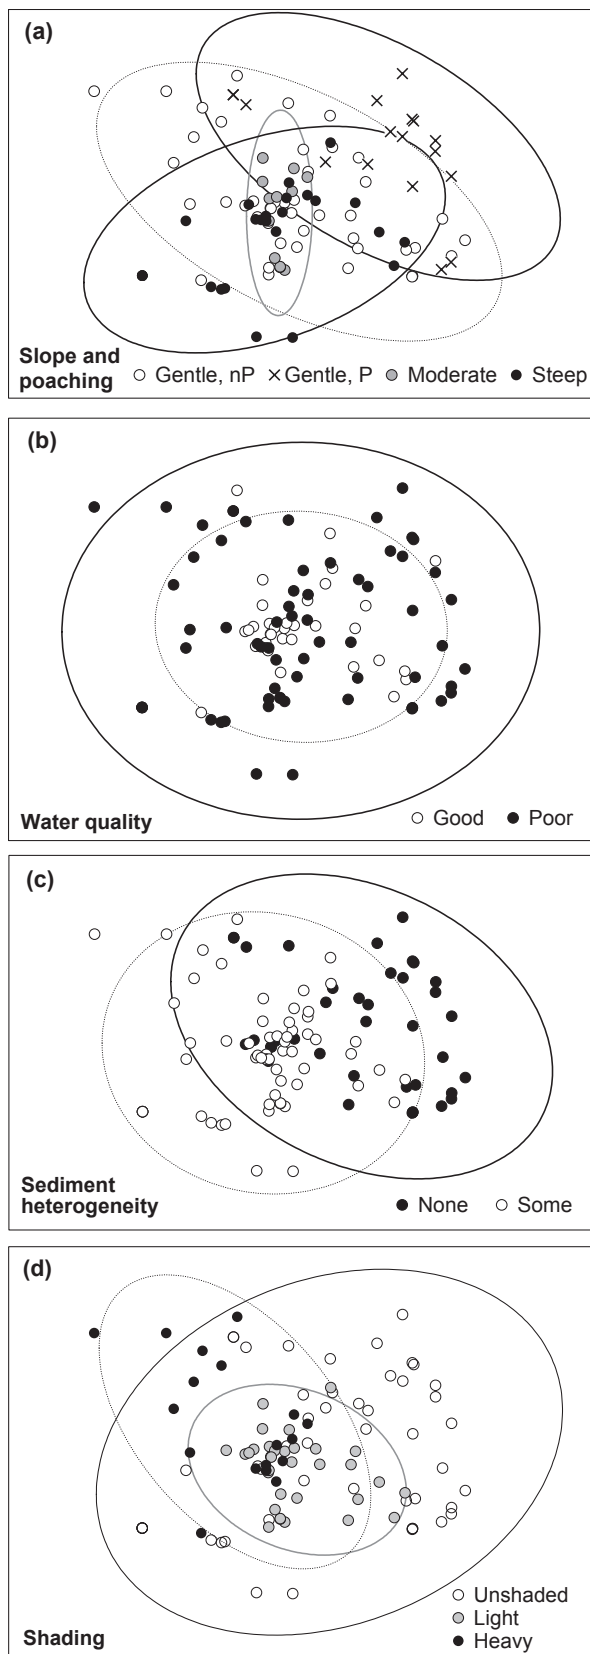 (a)
Slope and
poaching
Gentle, nP
Gentle, P
Moderate
Steep
(b)
Water quality
Good
Poor
(c)
Sediment
heterogeneity
None
Some
(d)
Unshaded
Light
Shading
Heavy